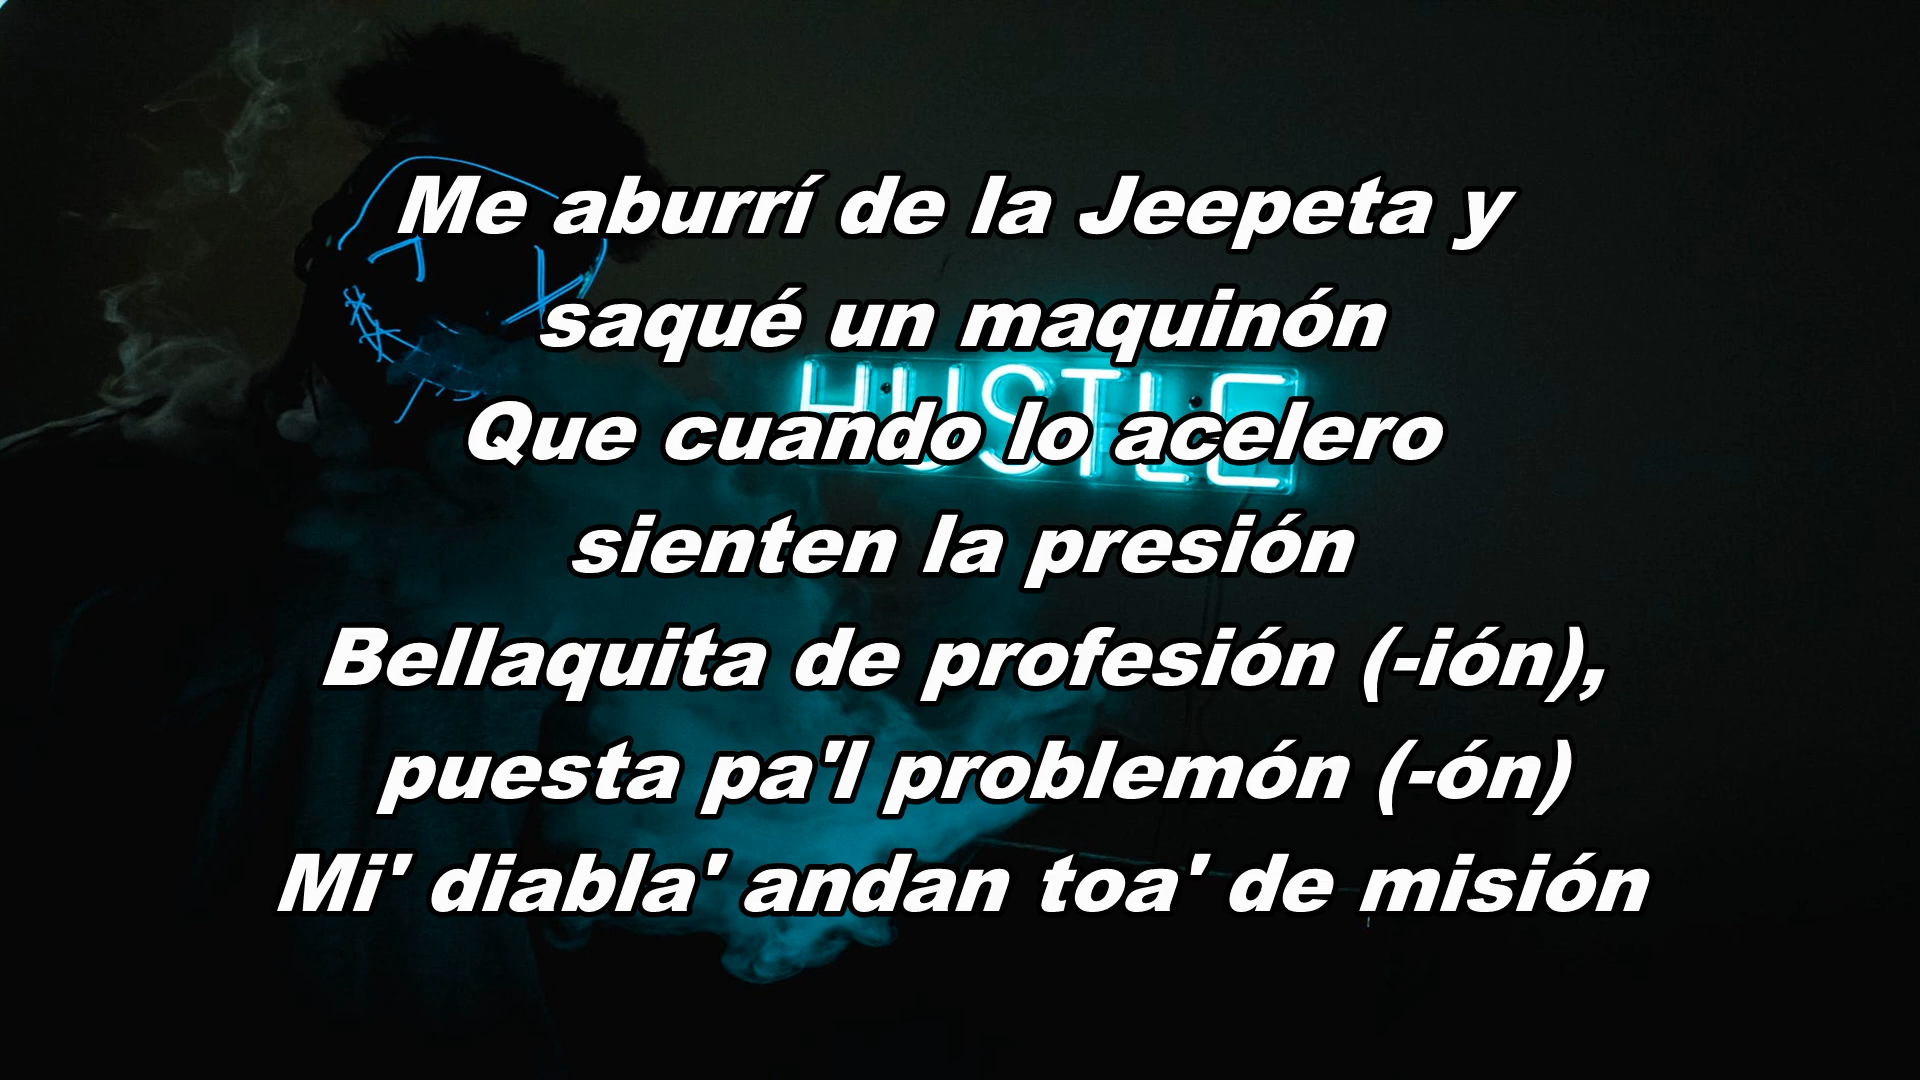 Me aburrí de la Jeepeta y
saqué un maquinón
HUSTLE
Que cuando lo acelero
sienten la presión
Bellaquita de profesión (-ión),
puesta pa'l problemón (-ón)
Mi' diabla' andan toa' de misión